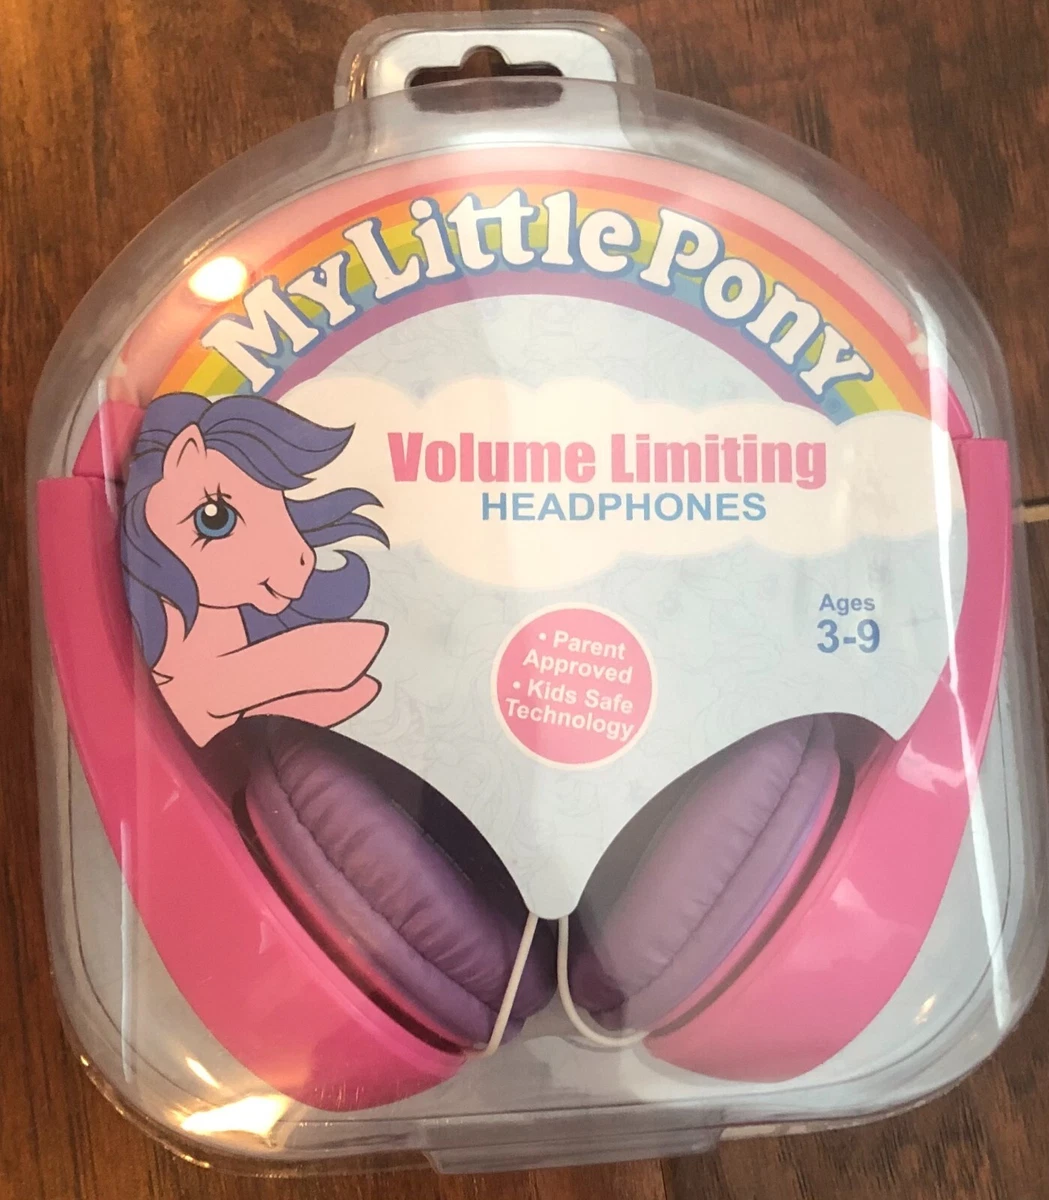 My Little Pony
Volume Limiting
HEADPHONES
Ages
3-9
• Parent
Approved
• Kids Safe
Technology